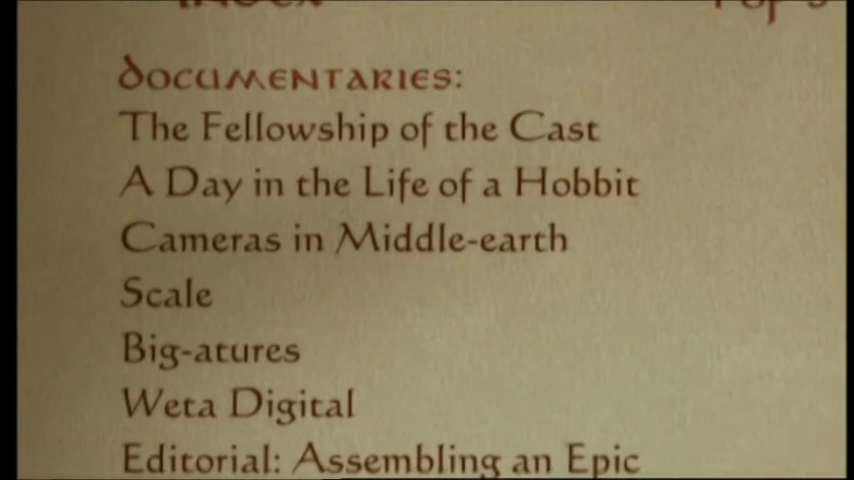 INDEX
DOCUMENTARIES:
The Fellowship of the Cast
A Day in the Life of a Hobbit
Cameras in Middle-earth
Scale
Big-atures
Weta Digital
Editorial: Assembling an Epic